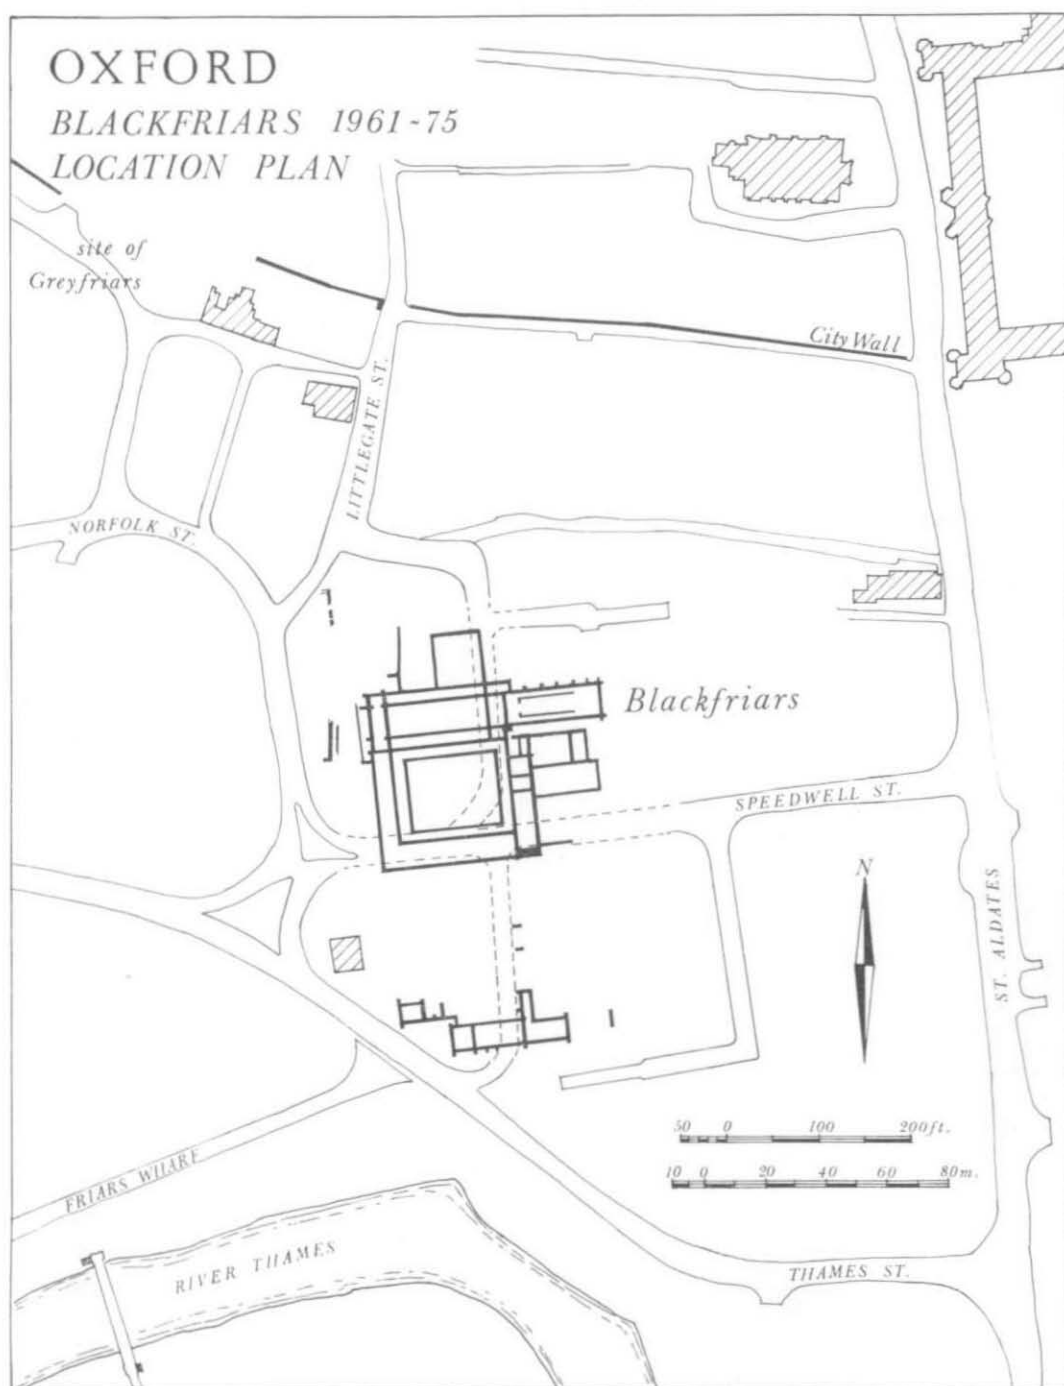 OXFORD
BLACKFRIARS 1961-75
LOCATION PLAN
site of
Greyfriars
City Wall
LITTLEGATE ST.
NORFOLK ST.
Blackfriars
SPEEDWELL ST.
N
ST. ALDATES
50 0 100 200ft.
10 0 20 40 60 80m.
FRIARS WHARF
RIVER THAMES
THAMES ST.